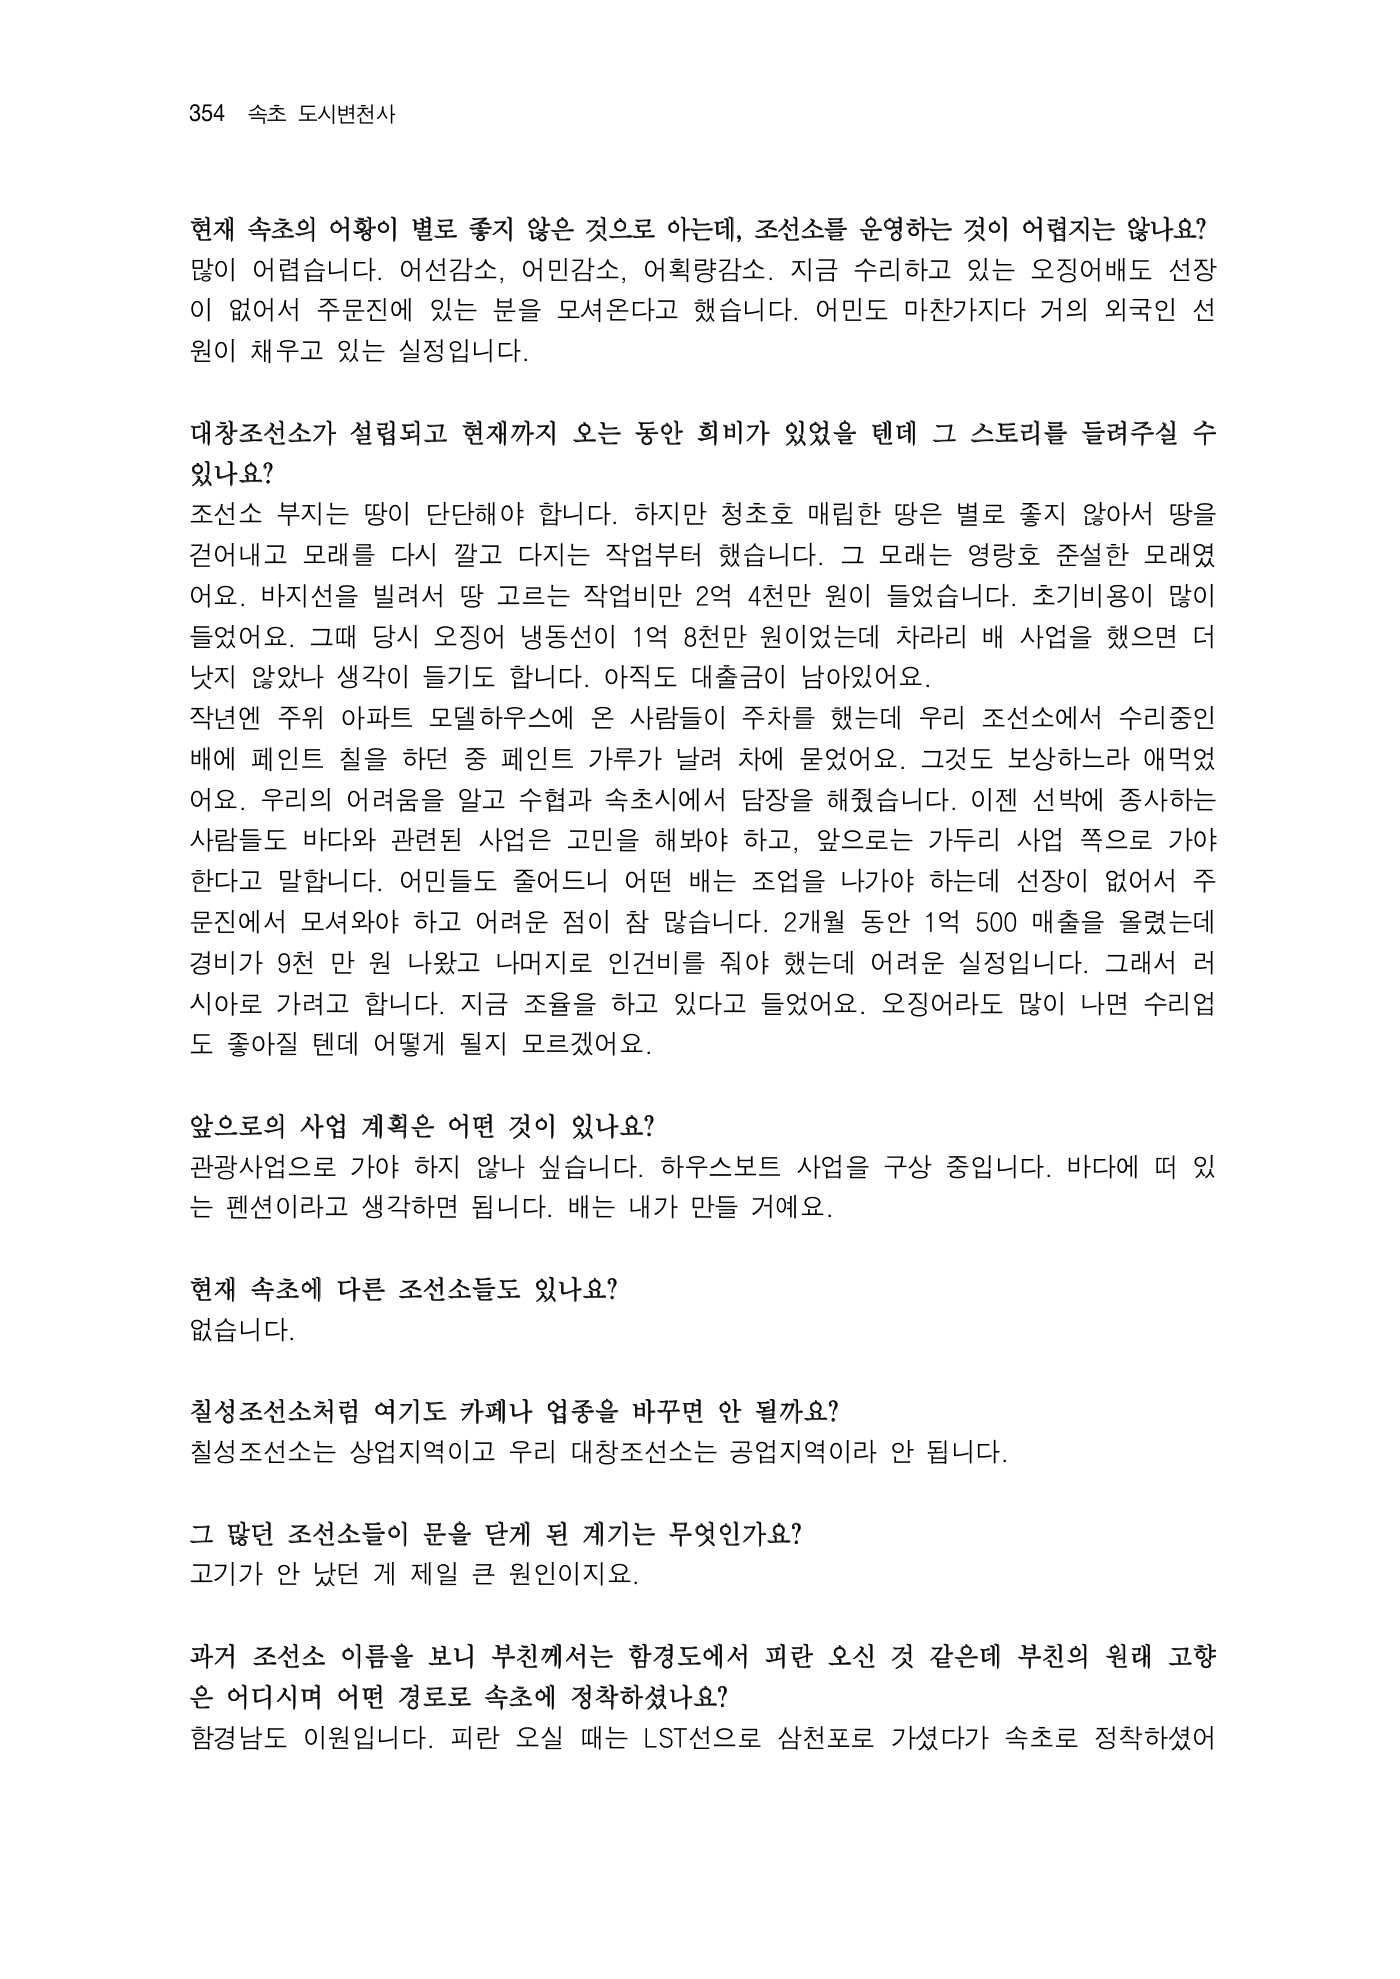 354 속초 도시변천사
현재 속초의 어황이 별로 좋지 않은 것으로 아는데, 조선소를 운영하는 것이 어렵지는 않나요?
많이 어렵습니다. 어선감소, 어민감소, 어획량감소. 지금 수리하고 있는 오징어배도 선장
이 없어서 주문진에 있는 분을 모셔온다고 했습니다. 어민도 마찬가지다 거의 외국인 선
원이 채우고 있는 실정입니다.
대창조선소가 설립되고 현재까지 오는 동안 희비가 있었을 텐데 그 스토리를 들려주실 수
있나요?
조선소 부지는 땅이 단단해야 합니다. 하지만 청초호 매립한 땅은 별로 좋지 않아서 땅을
걷어내고 모래를 다시 깔고 다지는 작업부터 했습니다. 그 모래는 영랑호 준설한 모래였
어요. 바지선을 빌려서 땅 고르는 작업비만 2억 4천만 원이 들었습니다. 초기비용이 많이
들었어요. 그때 당시 오징어 냉동선이 1억 8천만 원이었는데 차라리 배 사업을 했으면 더
낫지 않았나 생각이 들기도 합니다. 아직도 대출금이 남아있어요.
작년엔 주위 아파트 모델하우스에 온 사람들이 주차를 했는데 우리 조선소에서 수리중인
배에 페인트 칠을 하던 중 페인트 가루가 날려 차에 묻었어요. 그것도 보상하느라 애먹었
어요. 우리의 어려움을 알고 수협과 속초시에서 담장을 해줬습니다. 이젠 선박에 종사하는
사람들도 바다와 관련된 사업은 고민을 해봐야 하고, 앞으로는 가두리 사업 쪽으로 가야
한다고 말합니다. 어민들도 줄어드니 어떤 배는 조업을 나가야 하는데 선장이 없어서 주
문진에서 모셔와야 하고 어려운 점이 참 많습니다. 2개월 동안 1억 500 매출을 올렸는데
경비가 9천 만 원 나왔고 나머지로 인건비를 줘야 했는데 어려운 실정입니다. 그래서 러
시아로 가려고 합니다. 지금 조율을 하고 있다고 들었어요. 오징어라도 많이 나면 수리업
도 좋아질 텐데 어떻게 될지 모르겠어요.
앞으로의 사업 계획은 어떤 것이 있나요?
관광사업으로 가야 하지 않나 싶습니다. 하우스보트 사업을 구상 중입니다. 바다에 떠 있
는 펜션이라고 생각하면 됩니다. 배는 내가 만들 거예요.
현재 속초에 다른 조선소들도 있나요?
없습니다.
칠성조선소처럼 여기도 카페나 업종을 바꾸면 안 될까요?
칠성조선소는 상업지역이고 우리 대창조선소는 공업지역이라 안 됩니다.
그 많던 조선소들이 문을 닫게 된 계기는 무엇인가요?
고기가 안 났던 게 제일 큰 원인이지요.
과거 조선소 이름을 보니 부친께서는 함경도에서 피란 오신 것 같은데 부친의 원래 고향
은 어디시며 어떤 경로로 속초에 정착하셨나요?
함경남도 이원입니다. 피란 오실 때는 LST선으로 삼천포로 가셨다가 속초로 정착하셨어